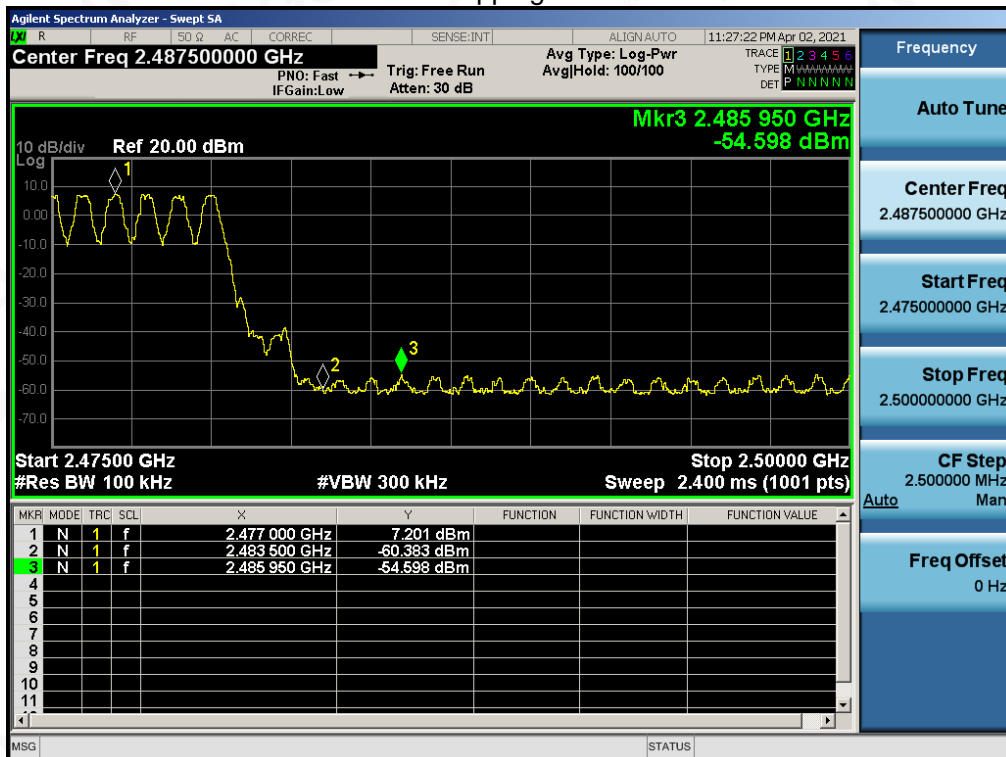 pping
Agilent Spectrum Analyzer - Swept SA
LXI R RF 50 Ω AC CORREC SENSE:INT ALIGN AUTO 11:27:22 PM Apr 02, 2021
Center Freq 2.487500000 GHz
PNO: Fast
IFGain:Low
Trig: Free Run
Atten: 30 dB
Avg Type: Log-Pwr
Avg|Hold: 100/100
TRACE 1 2 3 4 5 6
TYPE M W W W W W
DET P N N N N N
Mkr3 2.485 950 GHz
-54.598 dBm
10 dB/div Ref 20.00 dBm
Log
10.0
0.00
-10.0
-20.0
-30.0
-40.0
-50.0
-60.0
-70.0
1
2
3
Start 2.47500 GHz Stop 2.50000 GHz
#Res BW 100 kHz #VBW 300 kHz Sweep 2.400 ms (1001 pts)
MKR MODE TRC SCL X Y FUNCTION FUNCTION WIDTH FUNCTION VALUE
1 N 1 f 2.477 000 GHz 7.201 dBm
2 N 1 f 2.483 500 GHz -60.383 dBm
3 N 1 f 2.485 950 GHz -54.598 dBm
4
5
6
7
8
9
10
11
MSG STATUS
Frequency
Auto Tune
Center Freq
2.487500000 GHz
Start Freq
2.475000000 GHz
Stop Freq
2.500000000 GHz
CF Step
2.500000 MHz
Auto Man
Freq Offset
0 Hz